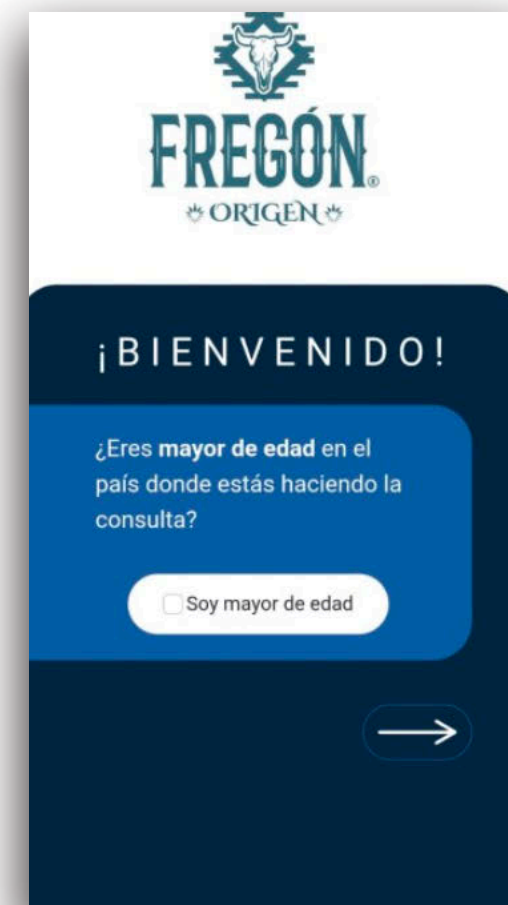 FREGÓN®
ORIGEN
¡BIENVENIDO!
¿Eres mayor de edad en el
país donde estás haciendo la
consulta?
Soy mayor de edad